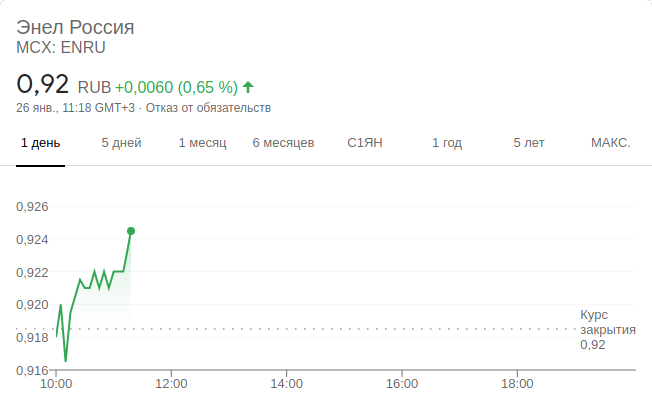 Энел Россия
MCX: ENRU
0,92 RUB +0,0060 (0,65 %)
26 янв., 11:18 GMT+3 · Отказ от обязательств
1 день 5 дней 1 месяц 6 месяцев С1ЯН 1 год 5 лет МАКС.
0,926
0,924
0,922
0,920
0,918
0,916
Курс
закрытия
0,92
10:00 12:00 14:00 16:00 18:00